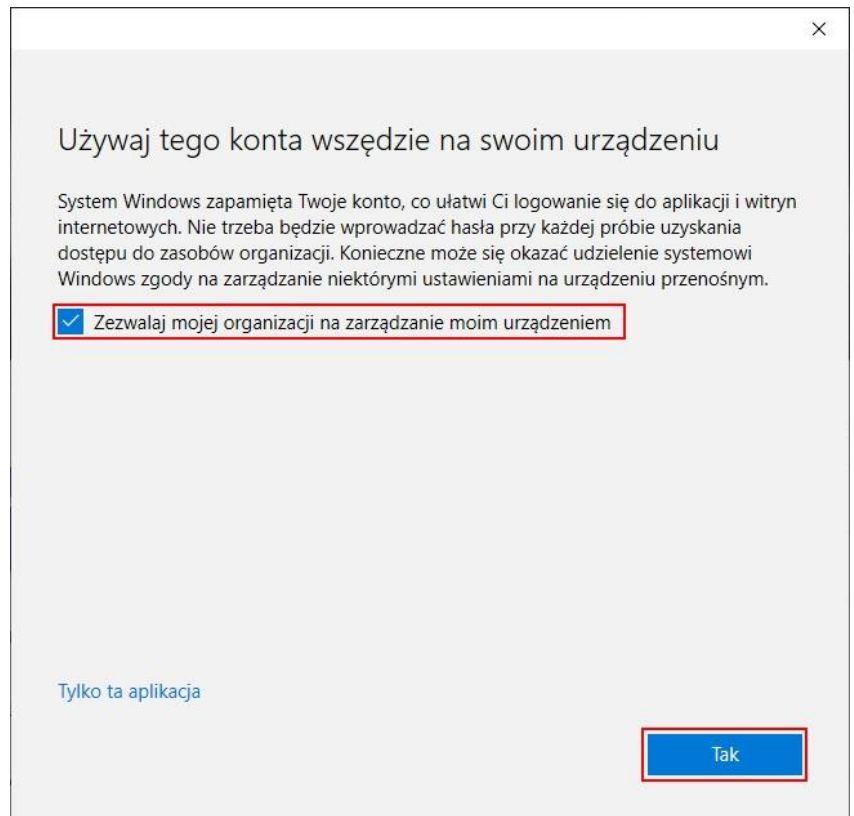 Używaj tego konta wszędzie na swoim urządzeniu
System Windows zapamięta Twoje konto, co ułatwi Ci logowanie się do aplikacji i witryn
internetowych. Nie trzeba będzie wprowadzać hasła przy każdej próbie uzyskania
dostępu do zasobów organizacji. Konieczne może się okazać udzielenie systemowi
Windows zgody na zarządzanie niektórymi ustawieniami na urządzeniu przenośnym.
Zezwalaj mojej organizacji na zarządzanie moim urządzeniem
Tylko ta aplikacja
Tak